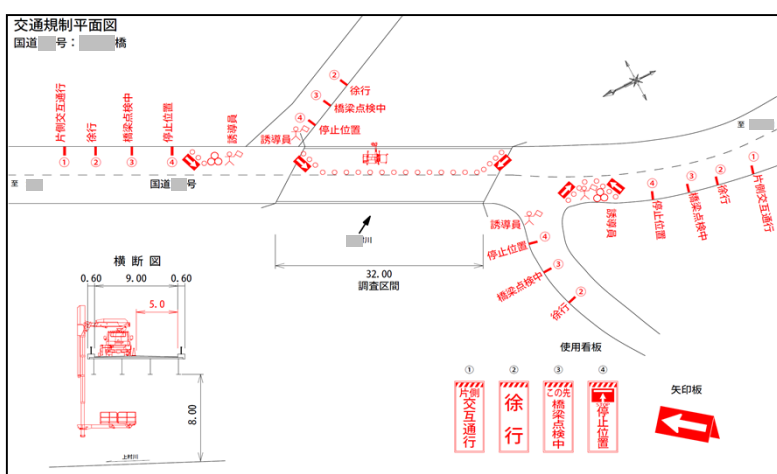 交通規制平面図
国道 号： 橋
② 徐行
③ 橋梁点検中
④ 停止位置
誘導員
① 片側交互通行
② 徐行
③ 橋梁点検中
④ 停止位置
誘導員
至
国道 号
至
① 片側交互通行
② 徐行
③ 橋梁点検中
④ 停止位置
誘導員
誘導員
④ 停止位置
③ 橋梁点検中
② 徐行
川
32.00
調査区間
横断図
0.60 9.00 0.60
5.0
8.00
上村川
使用看板
① ② ③ ④
片側
交互通行
徐行
この先
橋梁点検中
停止位置
矢印板